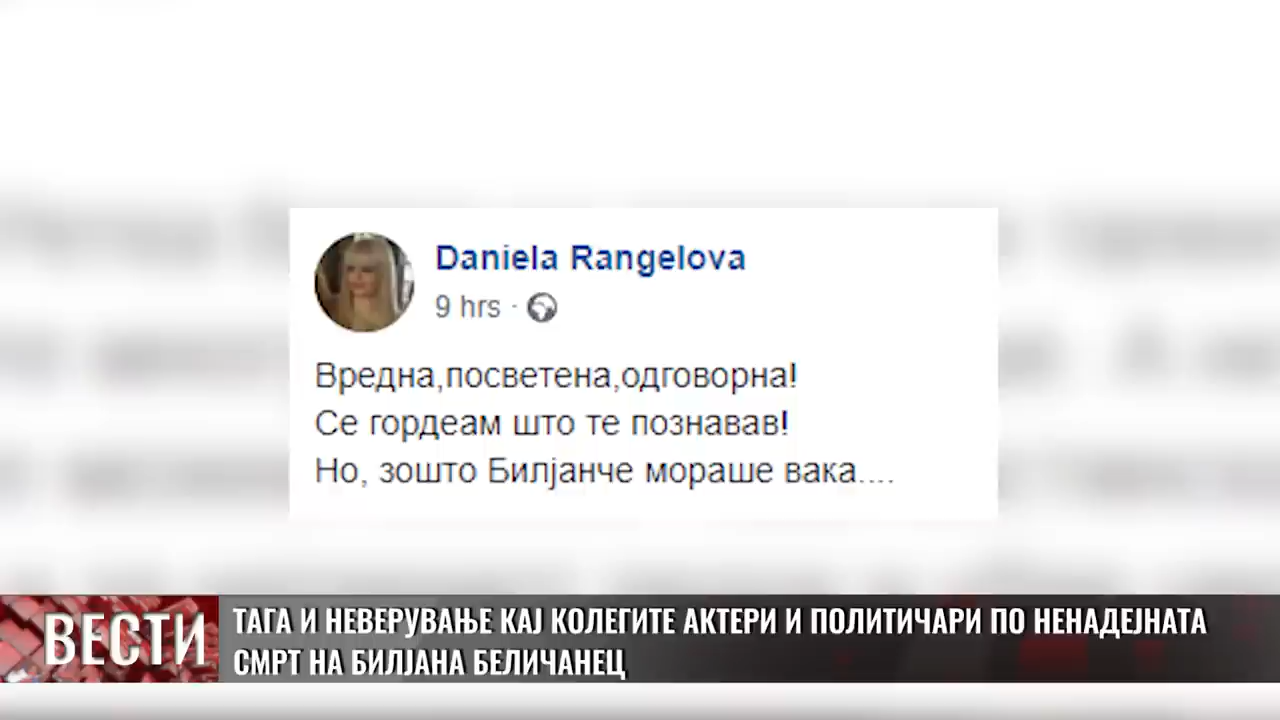 Daniela Rangelova
9 hrs ·
Вредна,посветена,одговорна!
Се гордеам што те познавав!
Но, зошто Билјанче мораше вака....
ВЕСТИ
ТАГА И НЕВЕРУВАЊЕ КАЈ КОЛЕГИТЕ АКТЕРИ И ПОЛИТИЧАРИ ПО НЕНАДЕЈНАТА
СМРТ НА БИЛЈАНА БЕЛИЧАНЕЦ